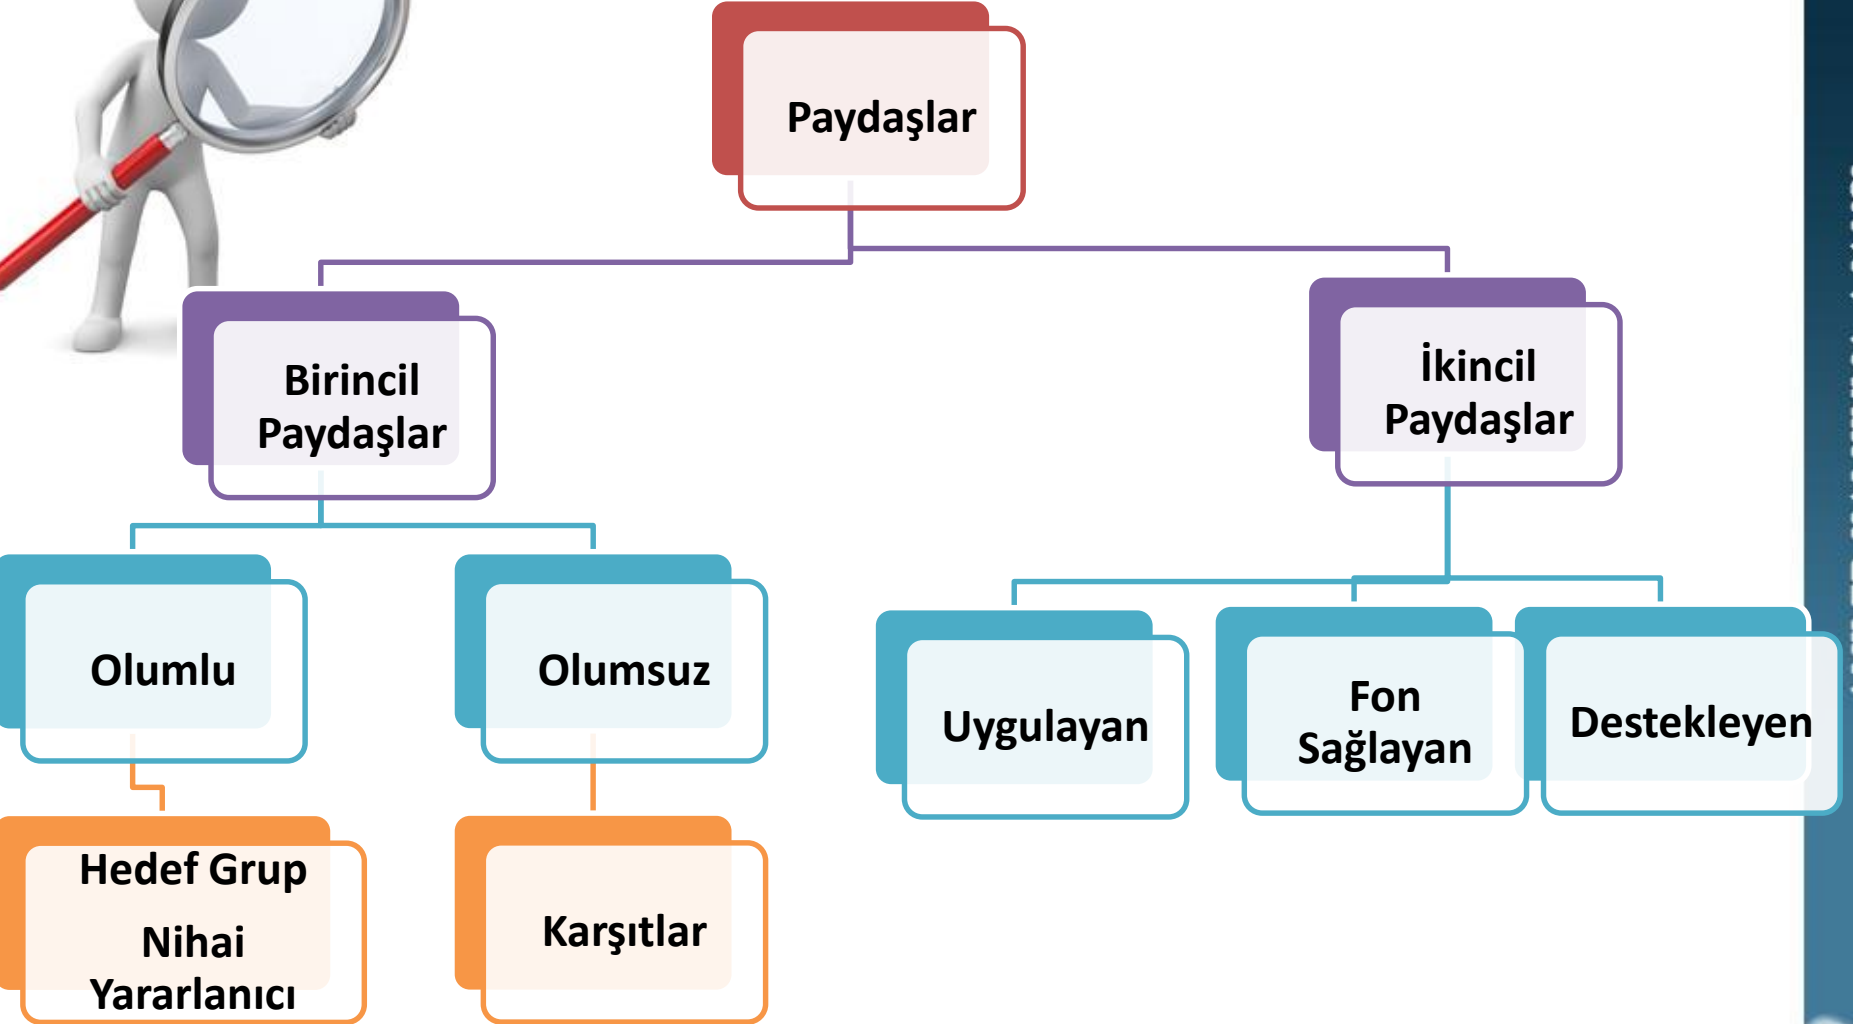 Paydaşlar
Birincil
Paydaşlar
İkincil
Paydaşlar
Olumlu
Olumsuz
Uygulayan
Fon
Sağlayan
Destekleyen
Hedef Grup
Nihai
Yararlanıcı
Karşıtlar